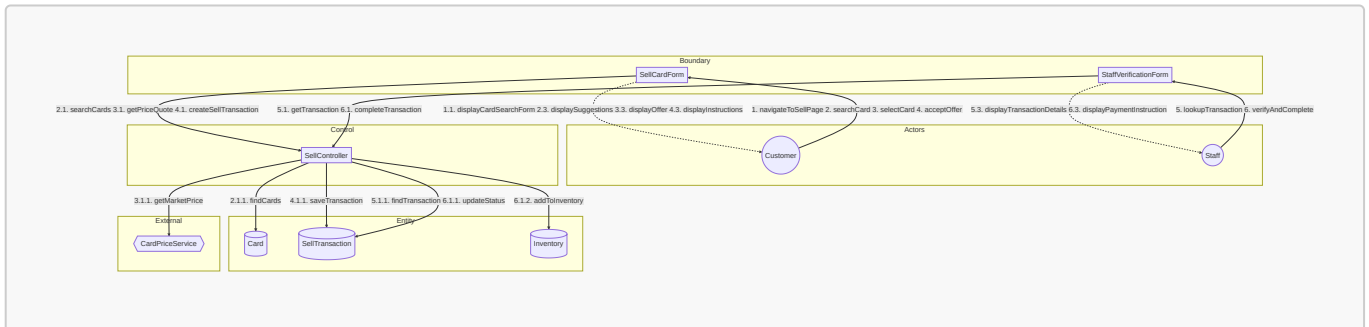 Boundary
SellCardForm
StaffVerificationForm
2.1. searchCards 3.1. getPriceQuote 4.1. createSellTransaction
5.1. getTransaction 6.1. completeTransaction
1.1. displayCardSearchForm 2.3. displaySuggestions 3.3. displayOffer 4.3. displayInstructions
1. navigateToSellPage 2. searchCard 3. selectCard 4. acceptOffer
5.3. displayTransactionDetails 6.3. displayPaymentInstruction
5. lookupTransaction 6. verifyAndComplete
Control
Actors
SellController
Customer
Staff
3.1.1. getMarketPrice
2.1.1. findCards
4.1.1. saveTransaction
5.1.1. findTransaction 6.1.1. updateStatus
6.1.2. addToInventory
External
Entity
CardPriceService
Card
SellTransaction
Inventory